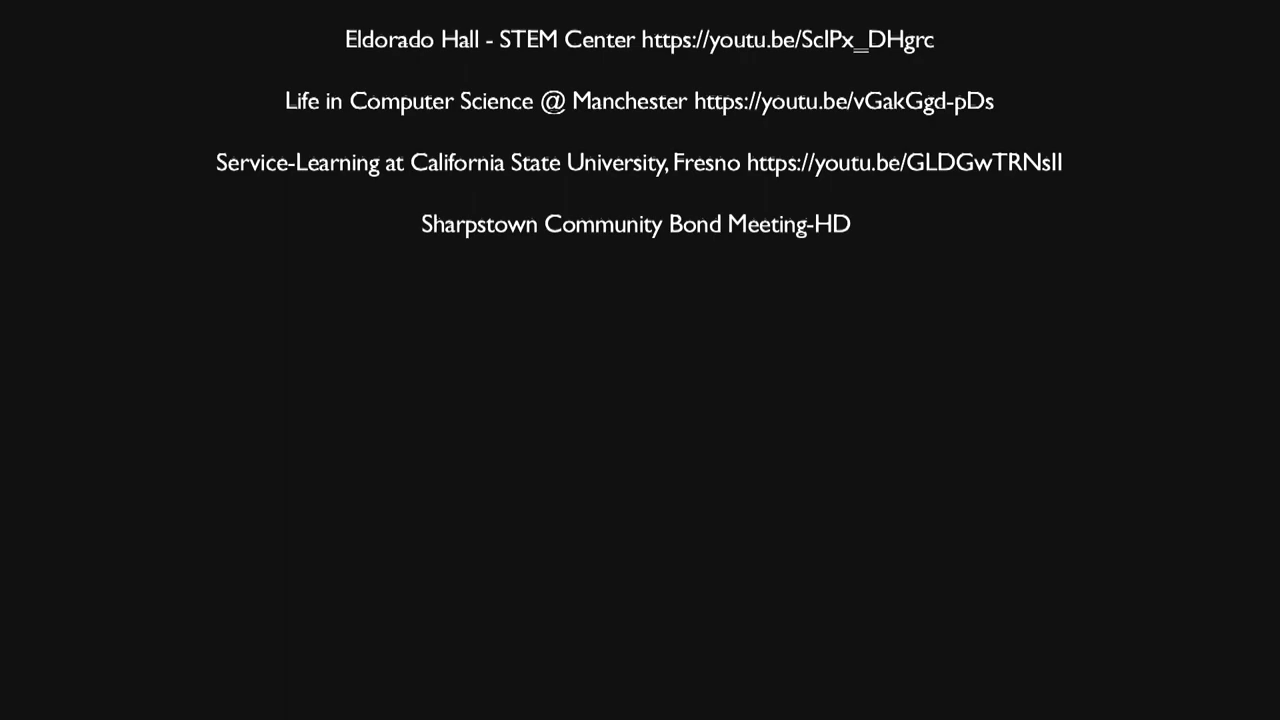 Eldorado Hall - STEM Center https://youtu.be/ScIPx_DHgrc
Life in Computer Science @ Manchester https://youtu.be/vGakGgd-pDs
Service-Learning at California State University, Fresno https://youtu.be/GLDGwTRNsII
Sharpstown Community Bond Meeting-HD